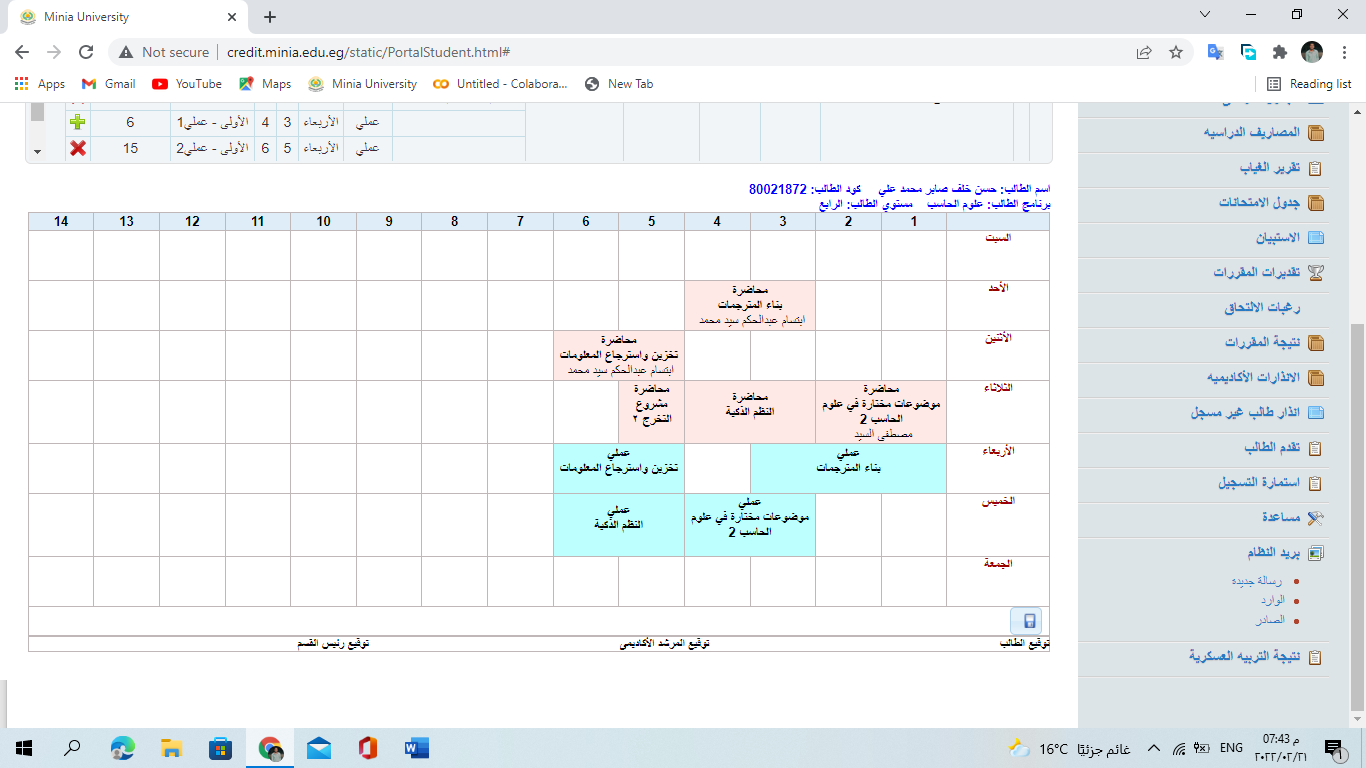 Minia University
Not secure
credit.minia.edu.eg/static/PortalStudent.html#
Apps
Gmail
YouTube
Maps
Minia University
Untitled - Colabora...
New Tab
Reading list
عملي الأربعاء 3 4 الأولى - عملي1 6
عملي الأربعاء 5 6 الأولى - عملي2 15
اسم الطالب: حسن خلف صابر محمد علي كود الطالب: 80021872
برنامج الطالب: علوم الحاسب مستوي الطالب: الرابع
1 2 3 4 5 6 7 8 9 10 11 12 13 14
السبت
الأحد
محاضرة
بناء المترجمات
ابتسام عبدالحكم سيد محمد
الأثنين
محاضرة
تخزين واسترجاع المعلومات
ابتسام عبدالحكم سيد محمد
الثلاثاء
محاضرة
موضوعات مختارة في علوم
الحاسب 2
مصطفى السيد
محاضرة
النظم الذكية
محاضرة
مشروع
التخرج ٢
الأربعاء
عملي
بناء المترجمات
عملي
تخزين واسترجاع المعلومات
الخميس
عملي
موضوعات مختارة في علوم
الحاسب 2
عملي
النظم الذكية
الجمعة
توقيع الطالب
توقيع المرشد الأكاديمى
توقيع رئيس القسم
المصاريف الدراسيه
تقرير الغياب
جدول الامتحانات
الاستبيان
تقديرات المقررات
رغبات الالتحاق
نتيجة المقررات
الانذارات الأكاديميه
انذار طالب غير مسجل
تقدم الطالب
استمارة التسجيل
مساعدة
بريد النظام
رسالة جديده
الوارد
الصادر
نتيجة التربيه العسكرية
16°C غائم جزئيًا
ENG
07:43 م
٢٠٢٢/٠٢/٢١
1